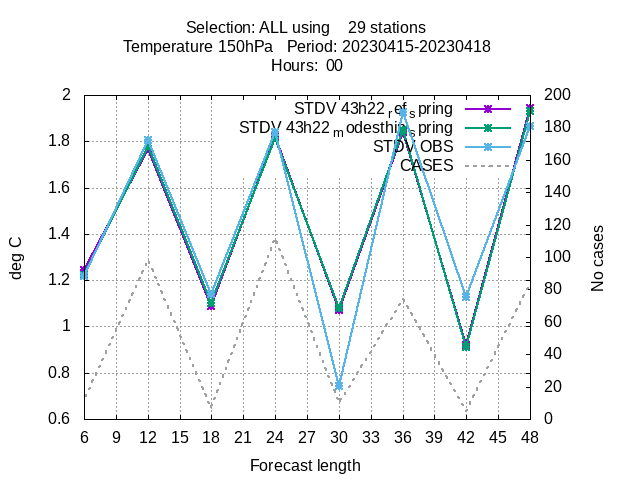 Selection: ALL using 29 stations
Temperature 150hPa Period: 20230415-20230418
Hours: 00
STDV 43h22refspring
STDV 43h22modesthispring
STDV OBS
CASES
2
1.8
1.6
1.4
1.2
1
0.8
0.6
deg C
200
180
160
140
120
100
80
60
40
20
0
No cases
6 9 12 15 18 21 24 27 30 33 36 39 42 45 48
Forecast length